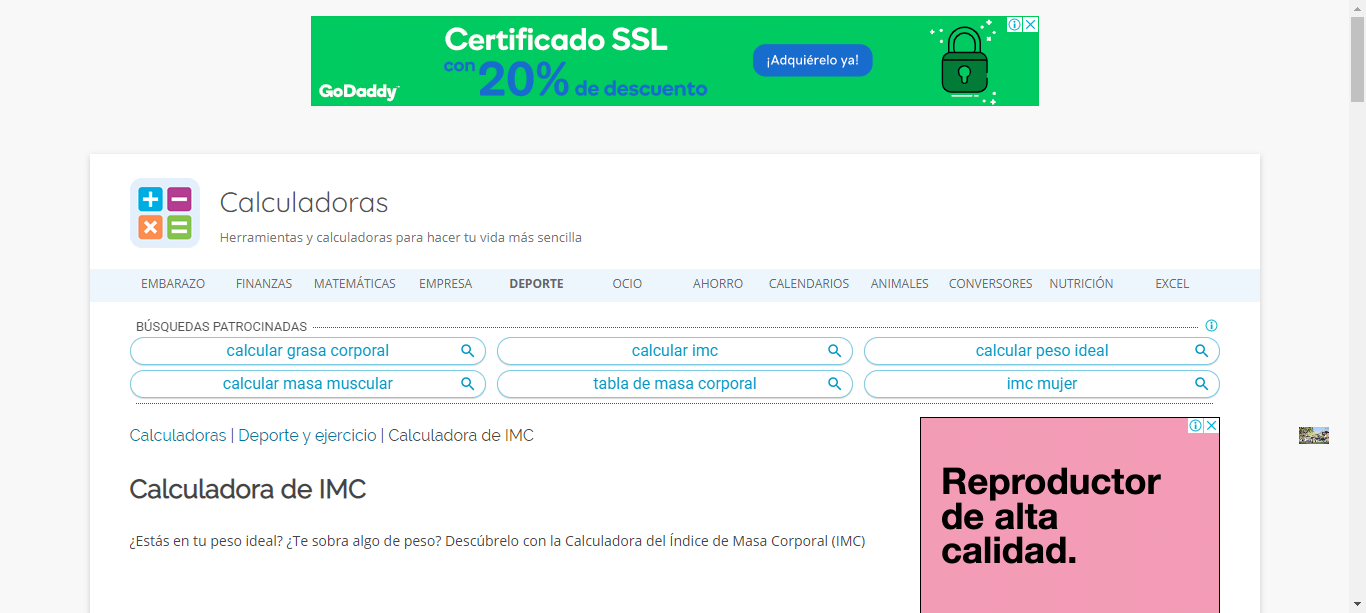 Certificado SSL
con 20% de descuento
¡Adquiérelo ya!
GoDaddy
Calculadoras
Herramientas y calculadoras para hacer tu vida más sencilla
EMBARAZO FINANZAS MATEMÁTICAS EMPRESA DEPORTE OCIO AHORRO CALENDARIOS ANIMALES CONVERSORES NUTRICIÓN EXCEL
BÚSQUEDAS PATROCINADAS
calcular grasa corporal calcular imc calcular peso ideal
calcular masa muscular tabla de masa corporal imc mujer
Calculadoras | Deporte y ejercicio | Calculadora de IMC
Calculadora de IMC
¿Estás en tu peso ideal? ¿Te sobra algo de peso? Descúbrelo con la Calculadora del Índice de Masa Corporal (IMC)
Reproductor
de alta
calidad.